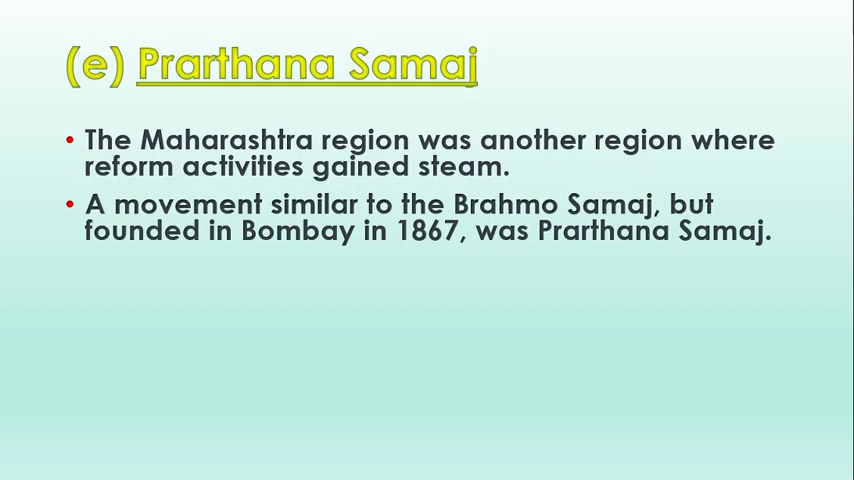 (e) Prarthana Samaj
• The Maharashtra region was another region where
reform activities gained steam.
• A movement similar to the Brahmo Samaj, but
founded in Bombay in 1867, was Prarthana Samaj.